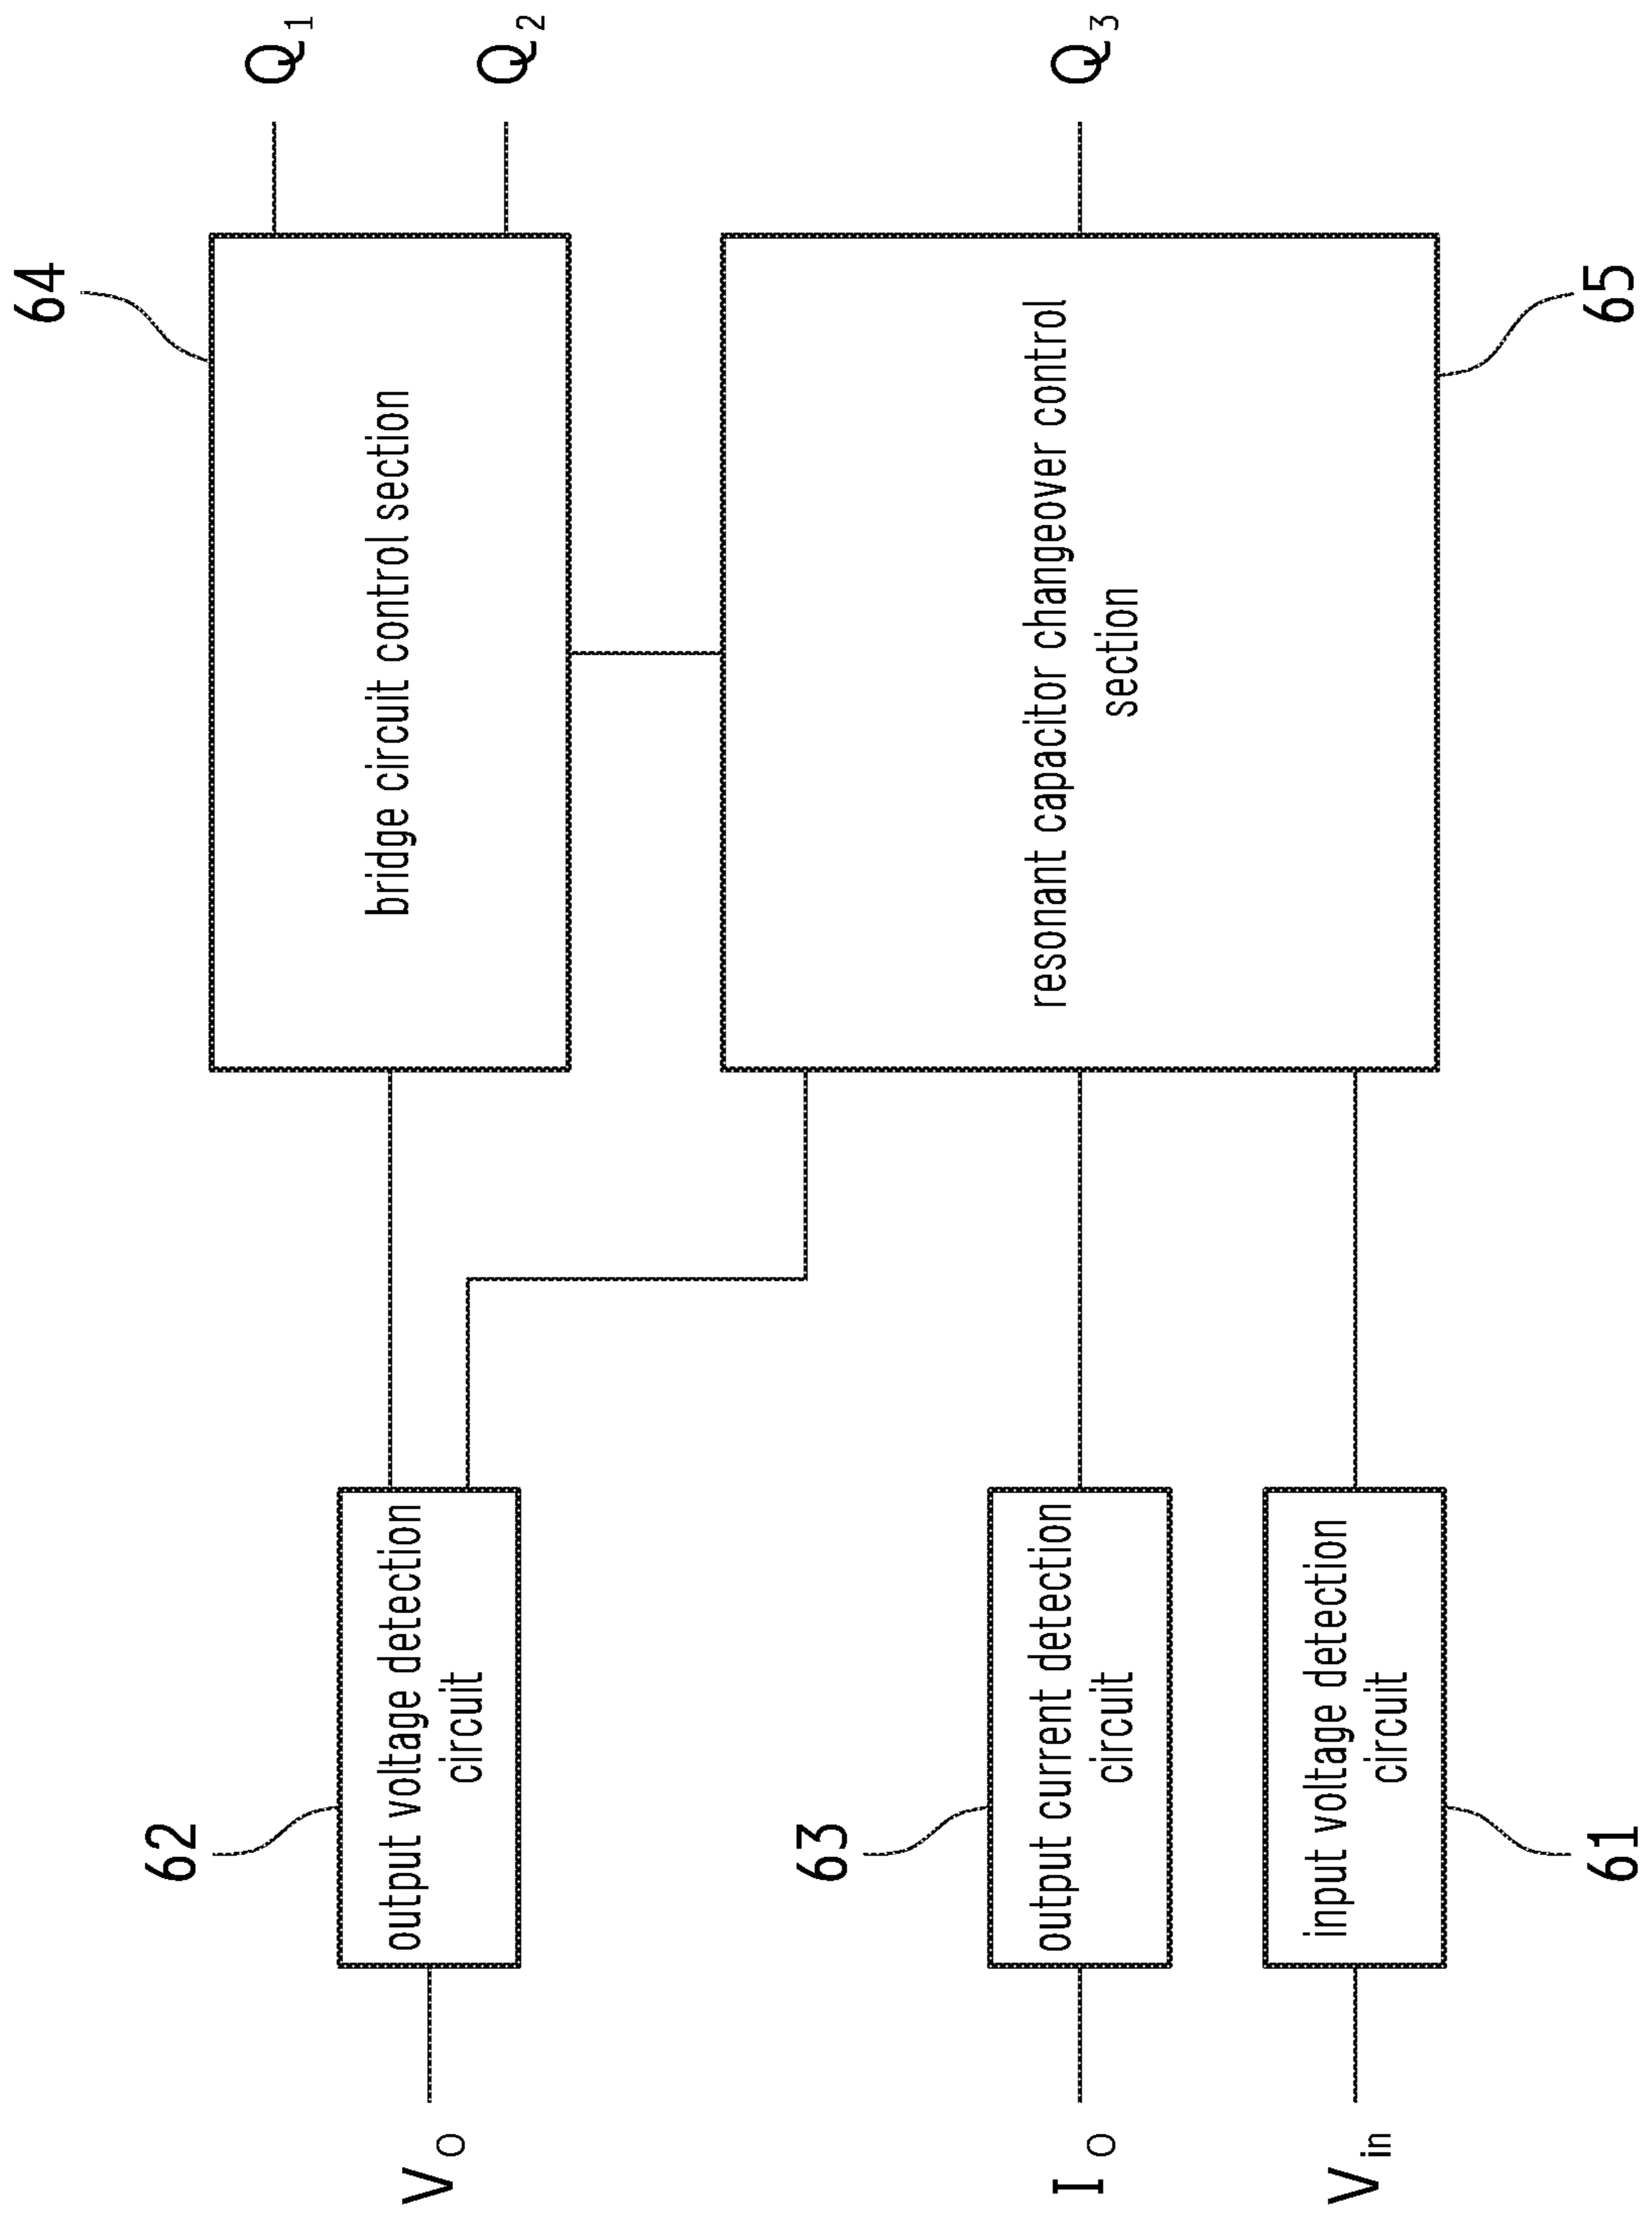 64
Q1
bridge circuit control section
Q2
62
output voltage detection
circuit
VO
resonant capacitor changeover control
section
Q3
63
output current detection
circuit
IO
input voltage detection
circuit
Vin
61
65